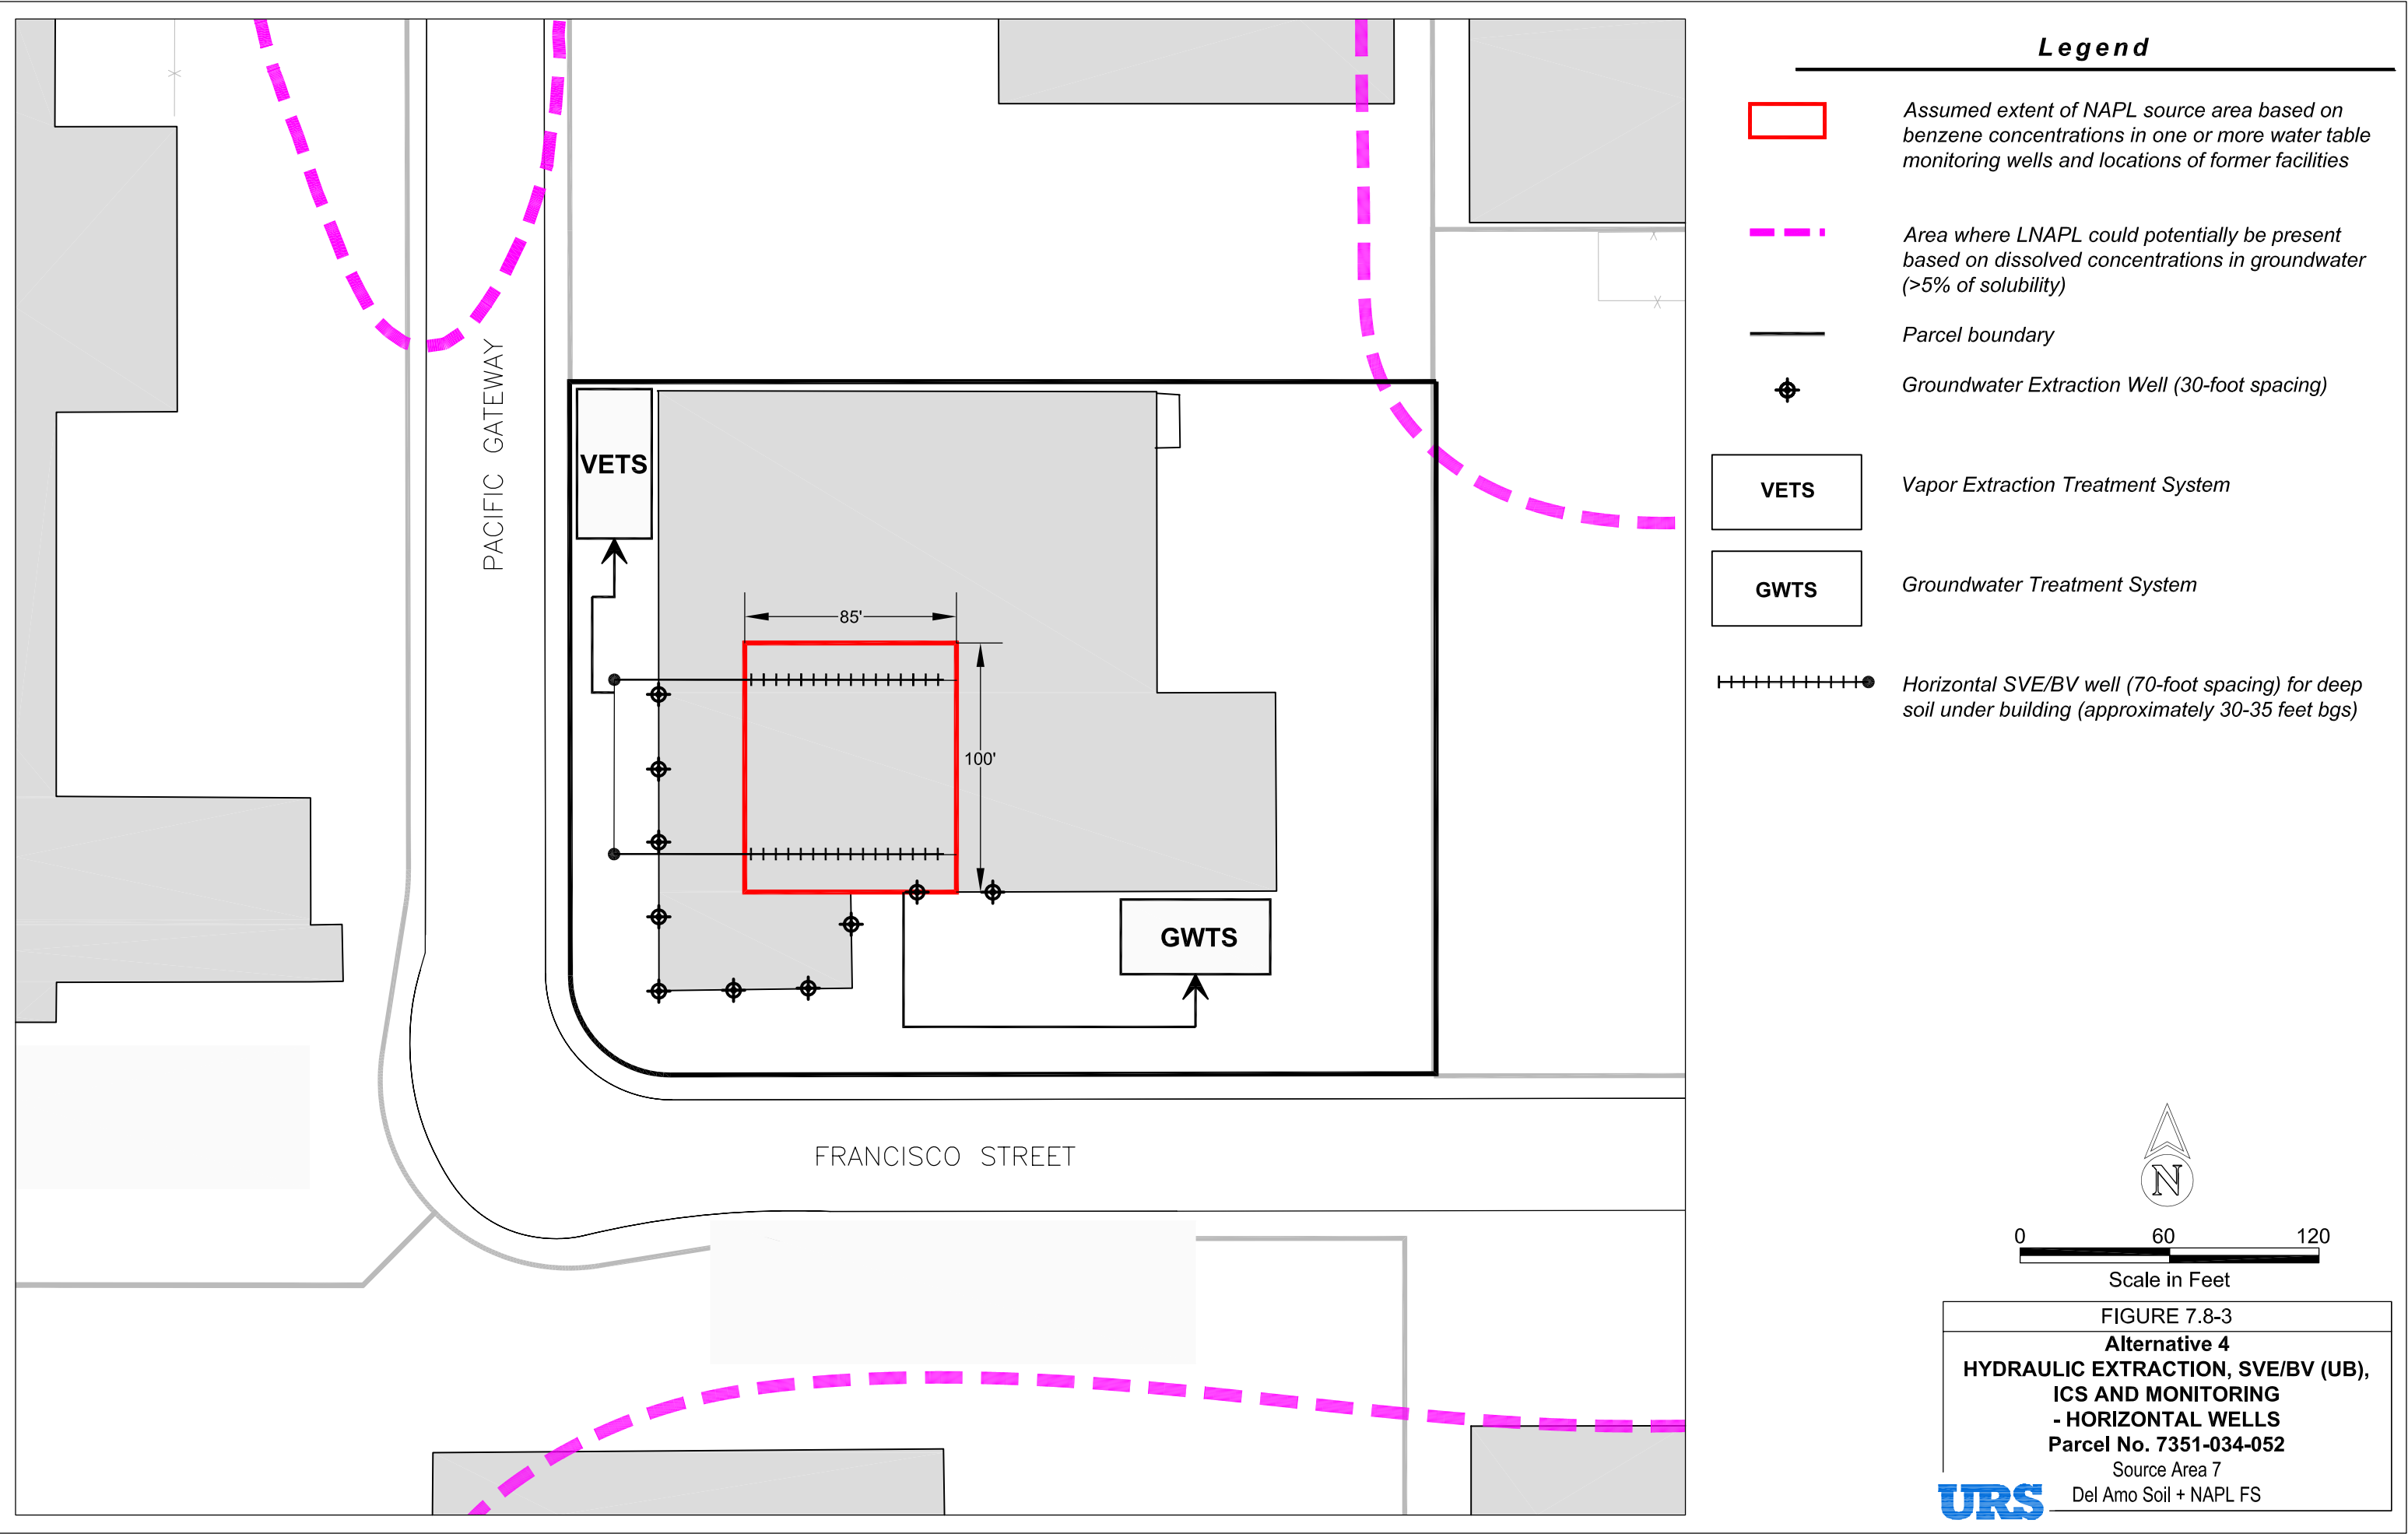 PACIFIC GATEWAY
VETS
85'
100'
GWTS
FRANCISCO STREET
Legend
Assumed extent of NAPL source area based on
benzene concentrations in one or more water table
monitoring wells and locations of former facilities
Area where LNAPL could potentially be present
based on dissolved concentrations in groundwater
(>5% of solubility)
Parcel boundary
Groundwater Extraction Well (30-foot spacing)
VETS
Vapor Extraction Treatment System
GWTS
Groundwater Treatment System
Horizontal SVE/BV well (70-foot spacing) for deep
soil under building (approximately 30-35 feet bgs)
N
0 60 120
Scale in Feet
FIGURE 7.8-3
Alternative 4
HYDRAULIC EXTRACTION, SVE/BV (UB),
ICS AND MONITORING
- HORIZONTAL WELLS
Parcel No. 7351-034-052
Source Area 7
Del Amo Soil + NAPL FS
URS